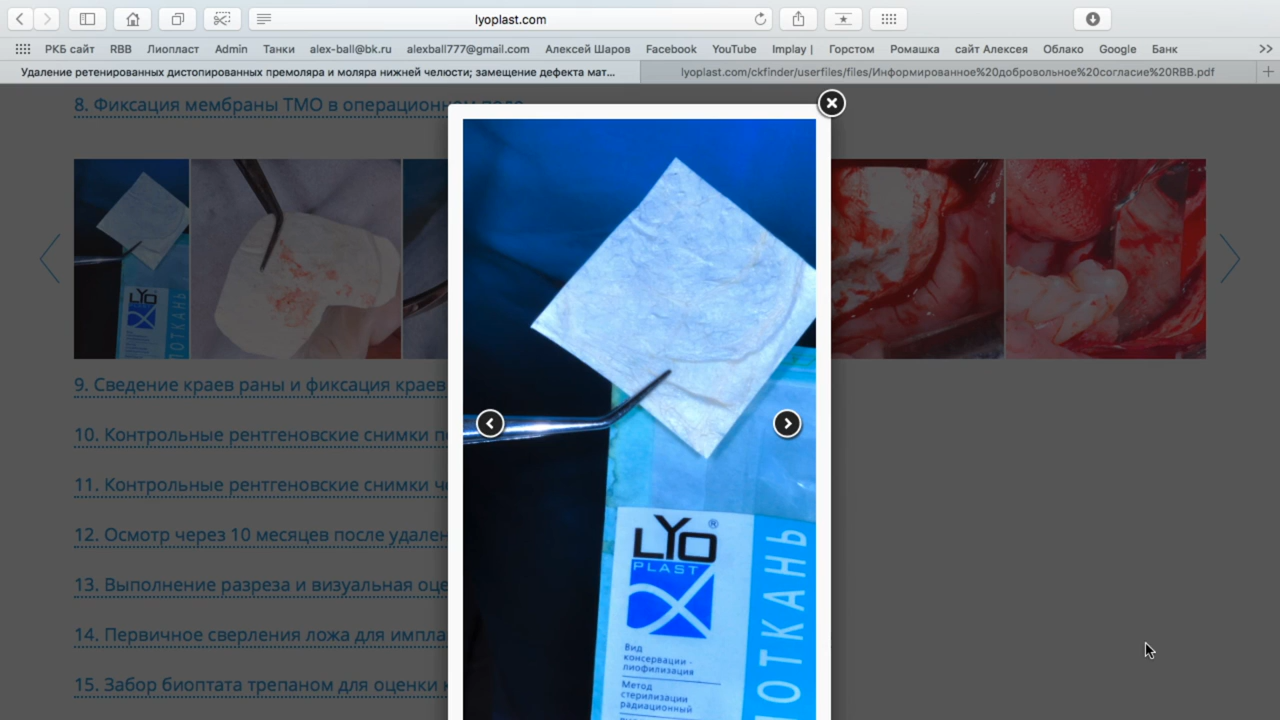 lyoplast.com
РКБ сайт RBB Лиопласт Admin Танки alex-ball@bk.ru alexball777@gmail.com Алексей Шаров Facebook YouTube Implay | Горстом Ромашка сайт Алексея Облако Google Банк
Удаление ретенированных дистопированных премоляра и моляра нижней челюсти; замещение дефекта мат...
lyoplast.com/ckfinder/userfiles/files/Информированное%20добровольное%20согласие%20RBB.pdf
8. Фиксация мембраны ТМО в операционном поле
LYO
ПОТКАНЬ
LYO ®
PLAST
Вид
консервации -
лиофилизация
Метод
стерилизации
радиационный
ПОТКАНЬ
9. Сведение краев раны и фиксация краев
10. Контрольные рентгеновские снимки
11. Контрольные рентгеновские снимки
12. Осмотр через 10 месяцев после удален
13. Выполнение разреза и визуальная оце
14. Первичное сверления ложа для импла
15. Забор биоптата трепаном для оценки